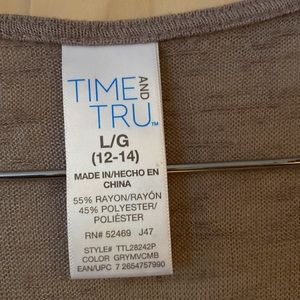 TIME AND
TRU™
L/G
(12-14)
MADE IN/HECHO EN
CHINA
55% RAYON/RAYÓN
45% POLYESTER/
POLIÉSTER
RN# 52469 J47
STYLE# TTL28242P
COLOR GRYMVCMB
EAN/UPC 7 2654757990